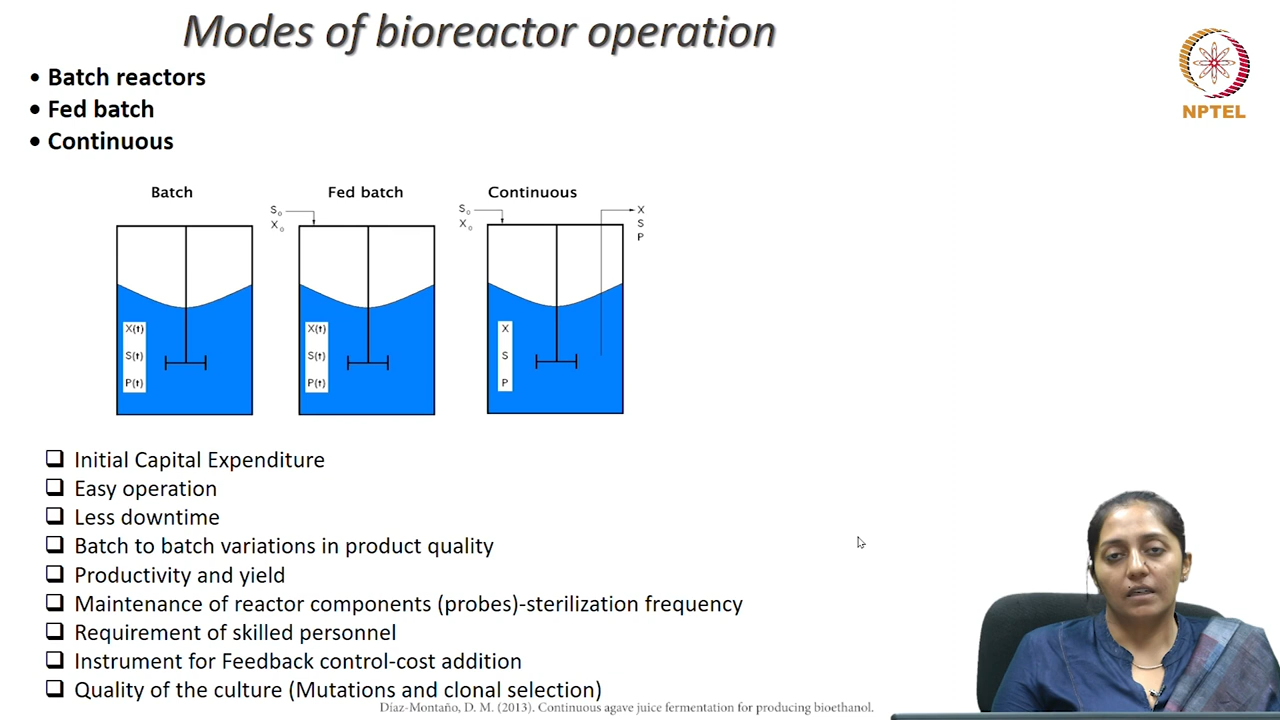 Modes of bioreactor operation
NPTEL
• Batch reactors
• Fed batch
• Continuous
Batch
Fed batch
Continuous
S₀
X₀
S₀
X₀
X
S
P
X(t)
S(t)
P(t)
X(t)
S(t)
P(t)
X
S
P
❑ Initial Capital Expenditure
❑ Easy operation
❑ Less downtime
❑ Batch to batch variations in product quality
❑ Productivity and yield
❑ Maintenance of reactor components (probes)-sterilization frequency
❑ Requirement of skilled personnel
❑ Instrument for Feedback control-cost addition
❑ Quality of the culture (Mutations and clonal selection)
Díaz-Montaño, D. M. (2013). Continuous agave juice fermentation for producing bioethanol.